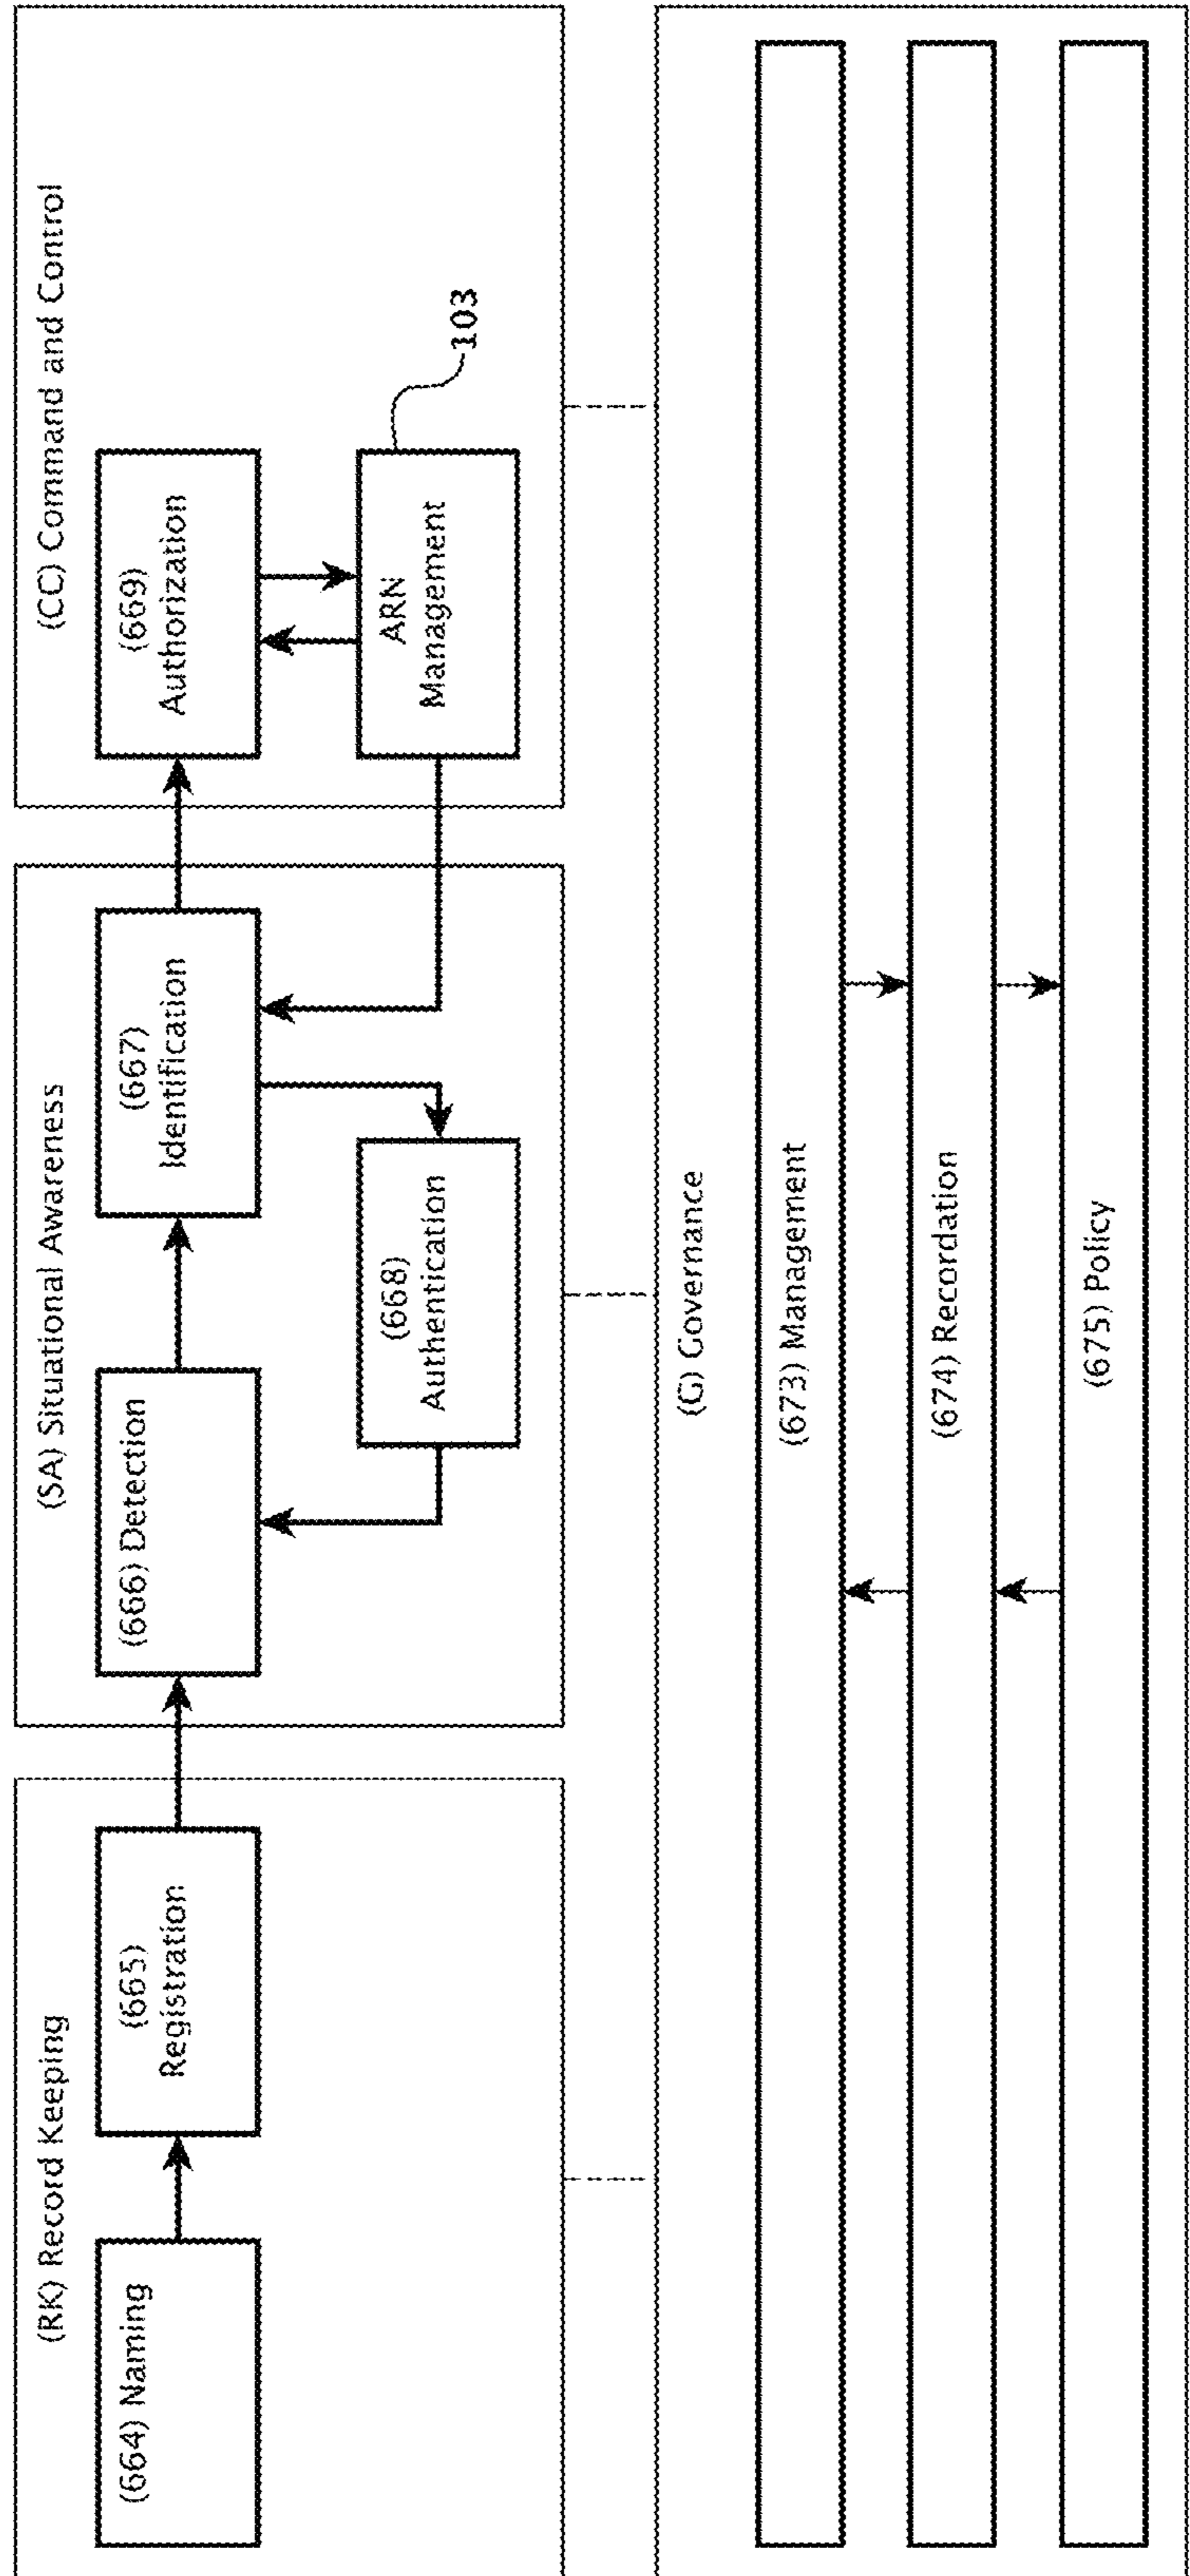 (RK) Record Keeping
(664) Naming
(665)
Registration
(SA) Situational Awareness
(666) Detection
(667)
Identification
(668)
Authentication
(CC) Command and Control
(669)
Authorization
ARN
Management
103
(G) Governance
(673) Management
(674) Recordation
(675) Policy